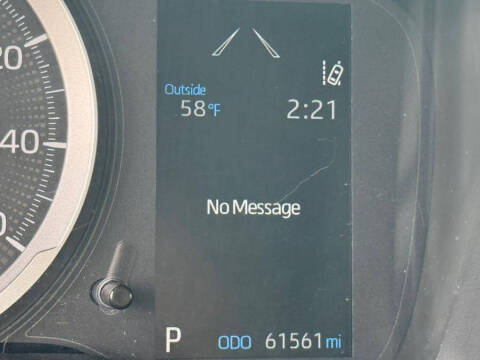 20
40
Outside
58°F 2:21
No Message
P ODO 61561 mi